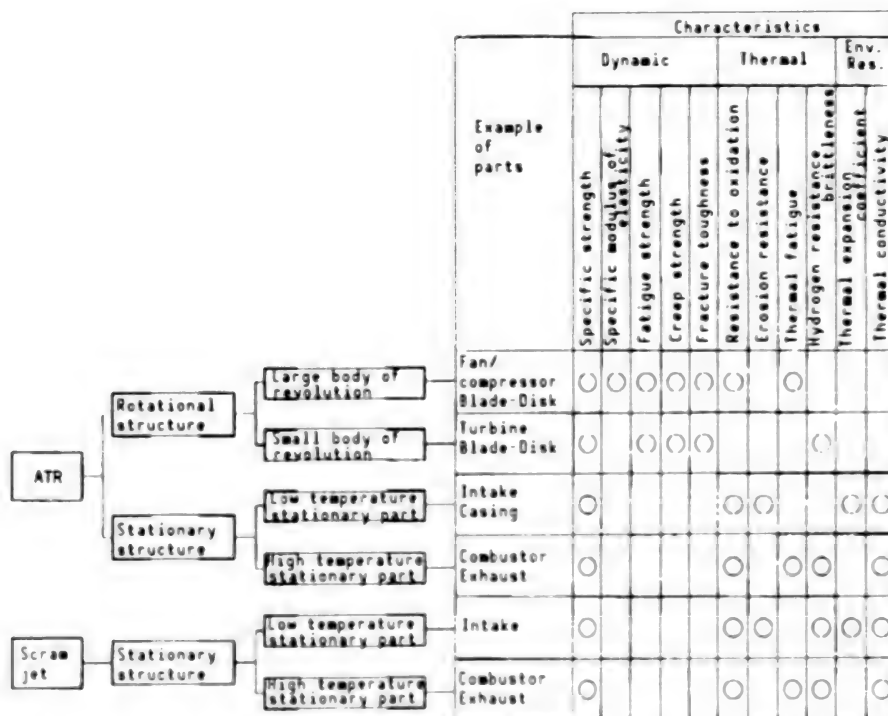 Characteristics
Dynamic
Thermal
Env.
Res.
Example
of
parts
Specific strength
Specific modulus of
elasticity
Fatigue strength
Creep strength
Fracture toughness
Resistance to oxidation
Erosion resistance
Thermal fatigue
Hydrogen resistance
brittleness
Thermal expansion
coefficient
Thermal conductivity
ATR
Rotational
structure
Large body of
revolution
Fan/
compressor
Blade-Disk
Small body of
revolution
Turbine
Blade-Disk
Stationary
structure
Low temperature
stationary part
Intake
Casing
High temperature
stationary part
Combustor
Exhaust
Scram
jet
Stationary
structure
Low temperature
stationary part
Intake
High temperature
stationary part
Combustor
Exhaust